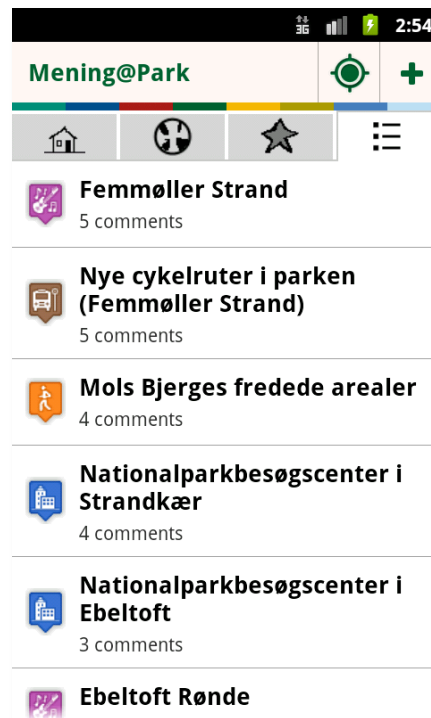 3G 2:54
Mening@Park
Femmøller Strand
5 comments
Nye cykelruter i parken
(Femmøller Strand)
5 comments
Mols Bjerges fredede arealer
4 comments
Nationalparkbesøgscenter i
Strandkær
4 comments
Nationalparkbesøgscenter i
Ebeltoft
3 comments
Ebeltoft Rønde